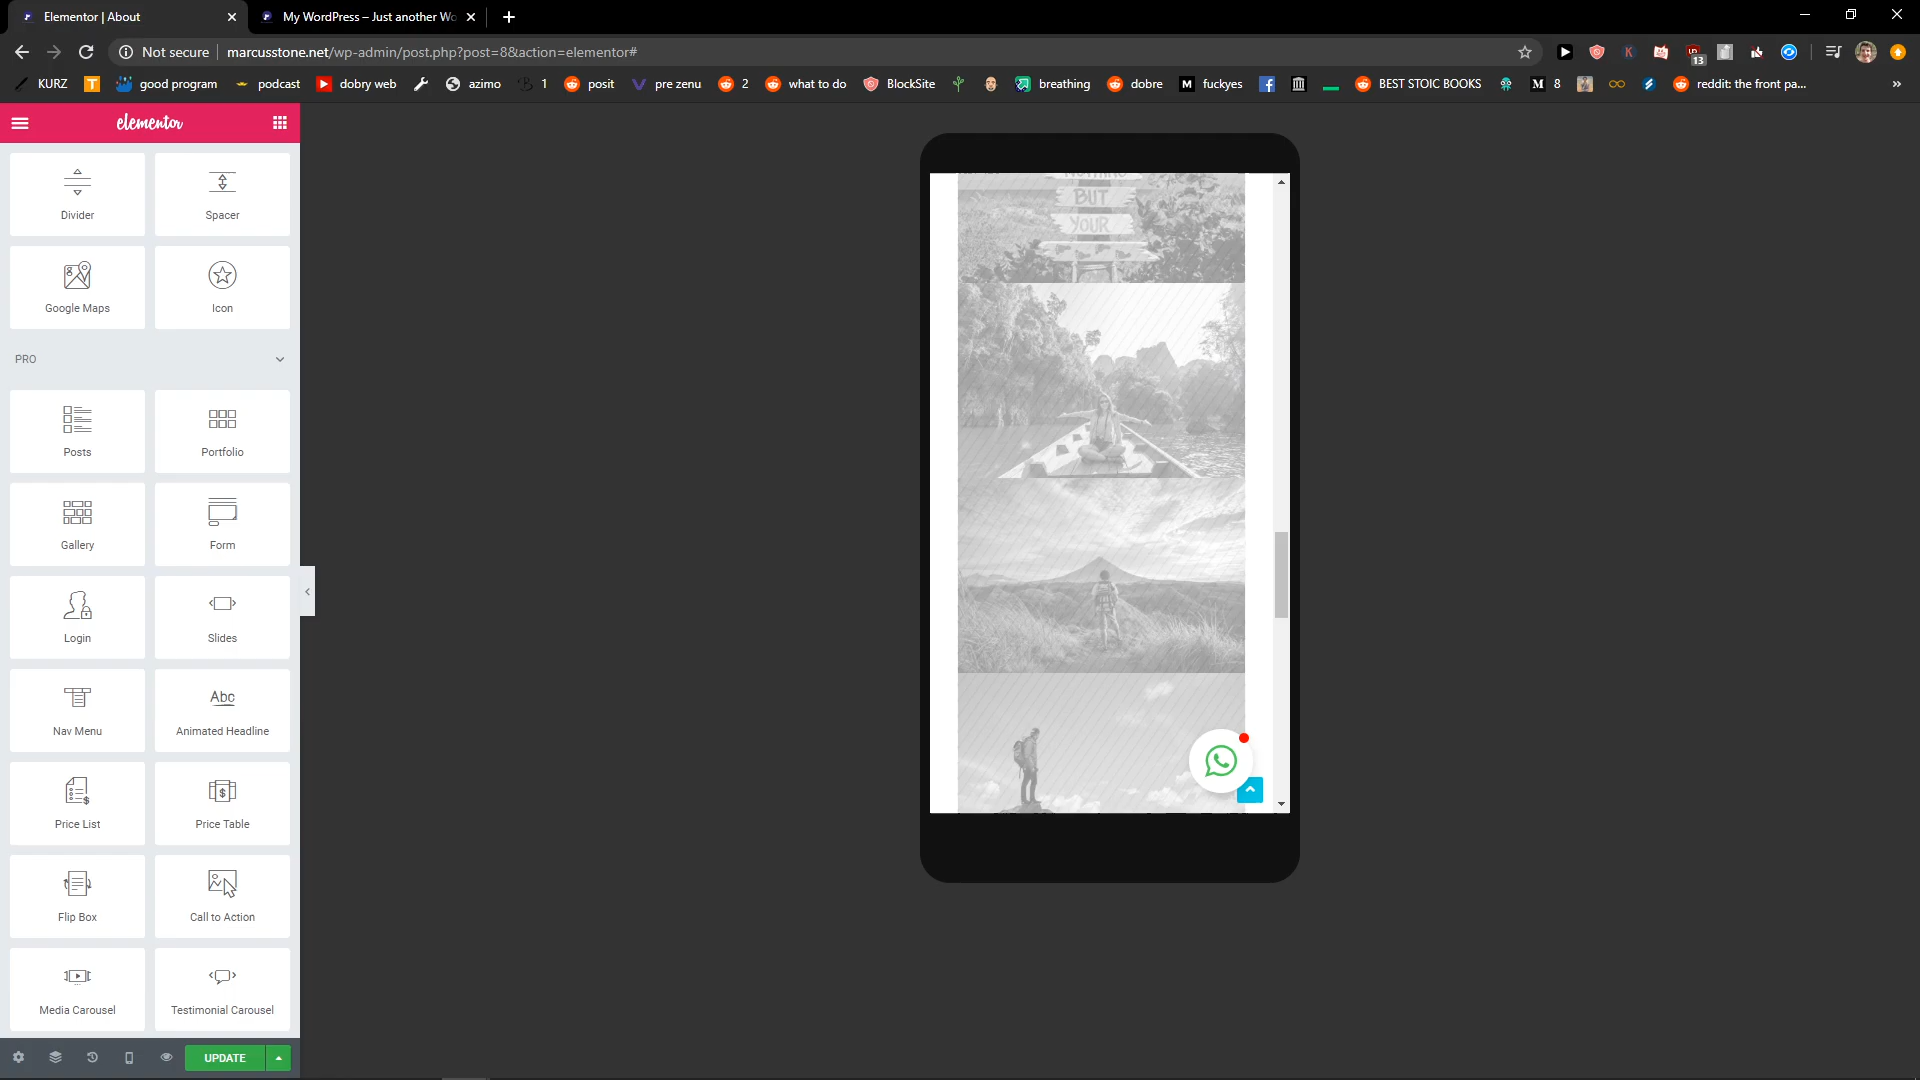 Elementor | About
My WordPress – Just another Wo
Not secure
marcusstone.net/wp-admin/post.php?post=8&action=elementor#
13
KURZ
good program
podcast
dobry web
azimo
1
posit
pre zenu
2
what to do
BlockSite
breathing
dobre
fuckyes
BEST STOIC BOOKS
8
reddit: the front pa...
elementor
Divider
Spacer
Google Maps
Icon
PRO
Posts
Portfolio
Gallery
Form
Login
Slides
Nav Menu
Abc
Animated Headline
Price List
Price Table
Flip Box
Call to Action
Media Carousel
Testimonial Carousel
UPDATE
NOTHING
BUT
YOUR